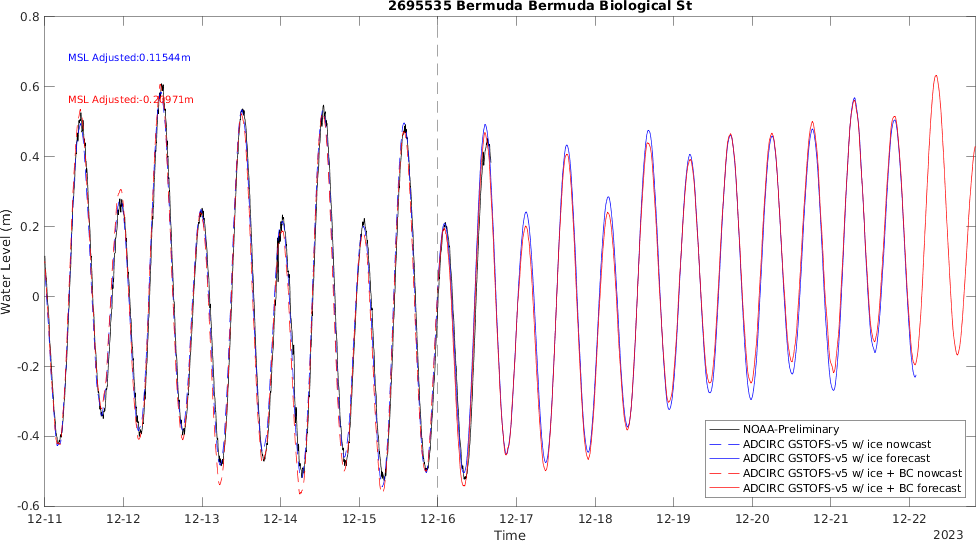 2695535 Bermuda Bermuda Biological St
0.8
MSL Adjusted:0.11544m
0.6
MSL Adjusted:-0.20971m
0.4
0.2
Water Level (m)
0
-0.2
-0.4
NOAA-Preliminary
ADCIRC GSTOFS-v5 w/ ice nowcast
ADCIRC GSTOFS-v5 w/ ice forecast
ADCIRC GSTOFS-v5 w/ ice + BC nowcast
ADCIRC GSTOFS-v5 w/ ice + BC forecast
-0.6
12-11 12-12 12-13 12-14 12-15 12-16 12-17 12-18 12-19 12-20 12-21 12-22
Time
2023